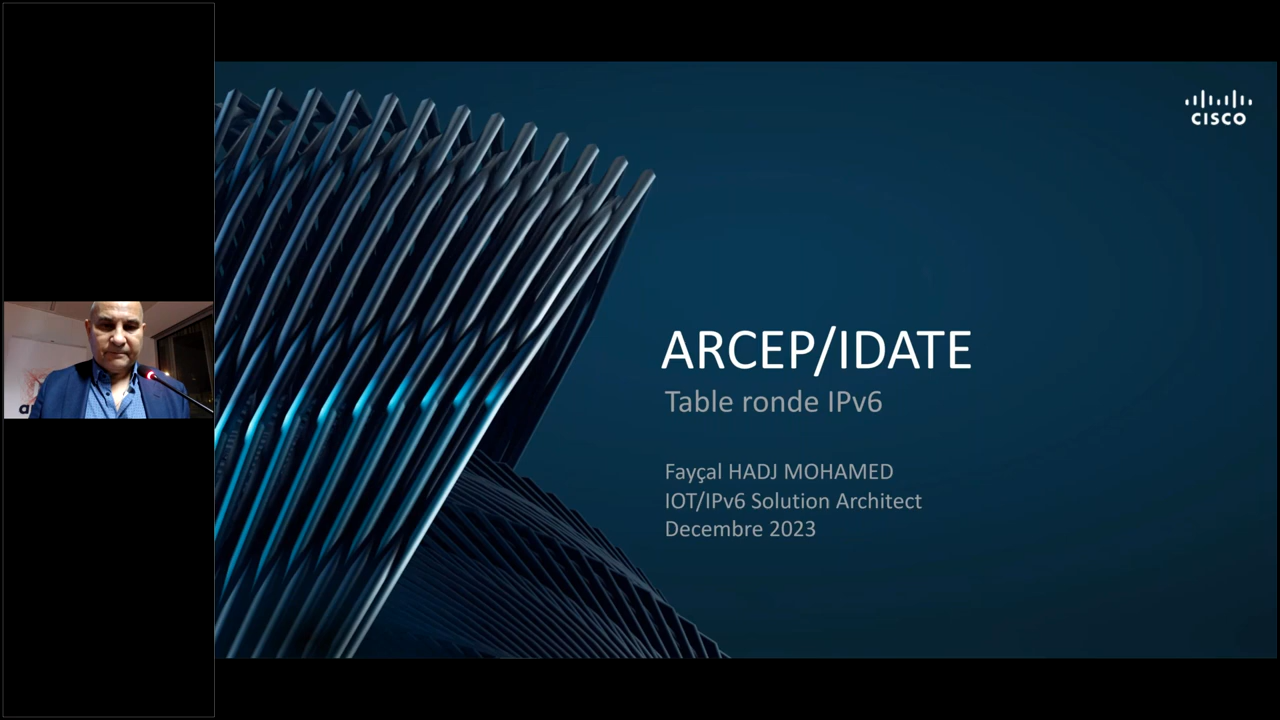 CISCO
ARCEP/IDATE
Table ronde IPv6
Fayçal HADJ MOHAMED
IOT/IPv6 Solution Architect
Decembre 2023